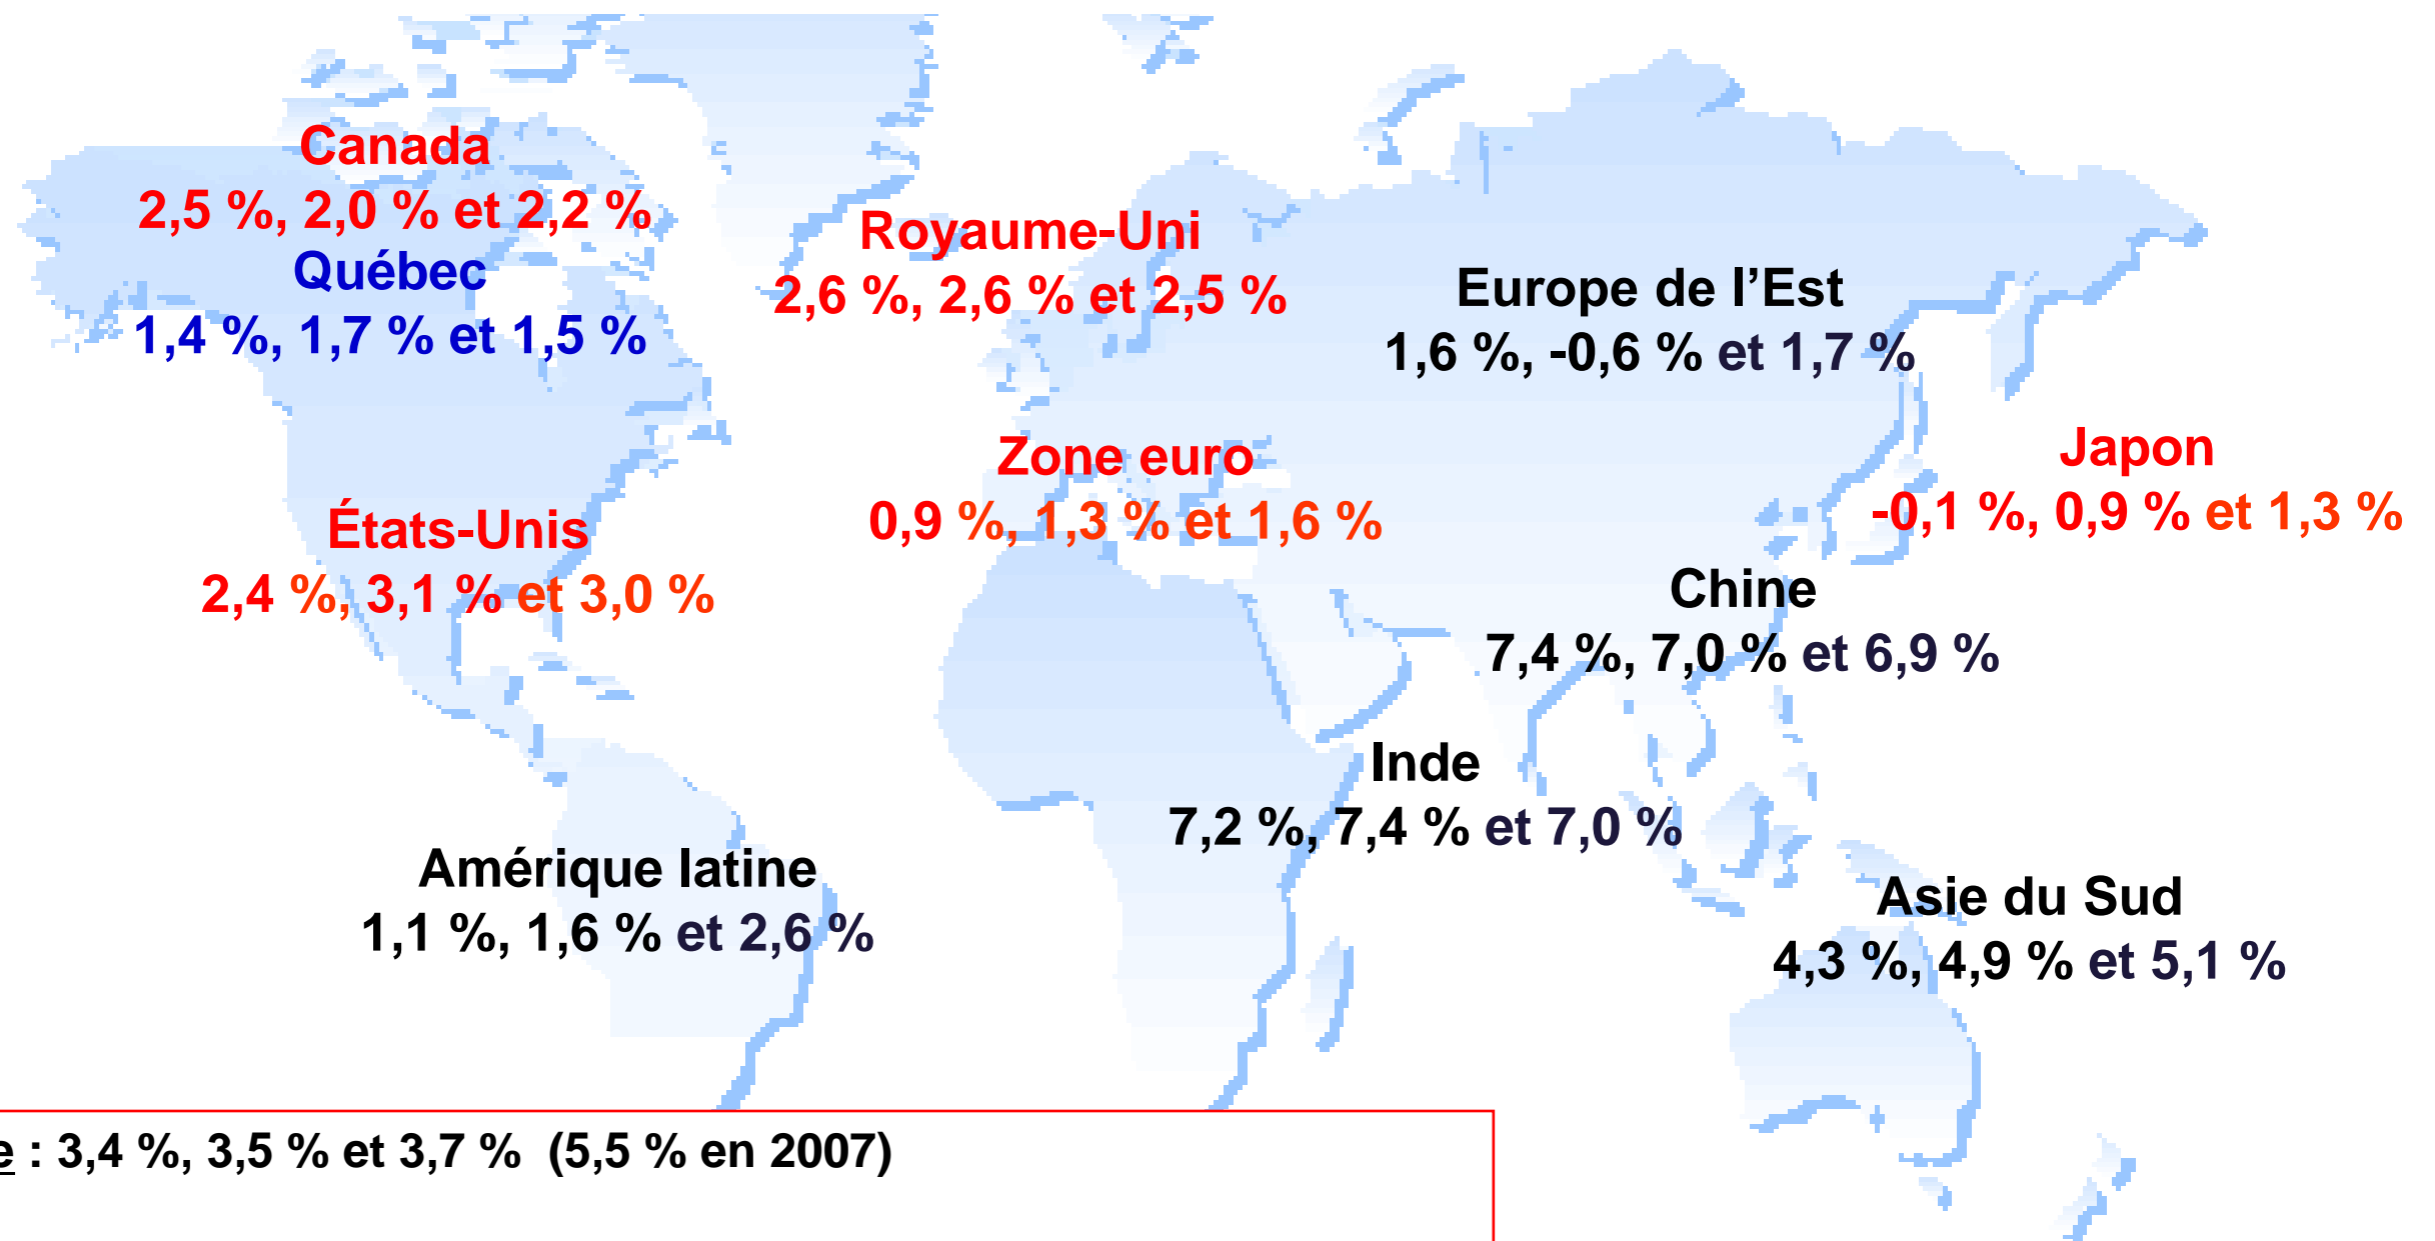 Canada
2,5 %, 2,0 % et 2,2 %
Québec
1,4 %, 1,7 % et 1,5 %
Royaume-Uni
2,6 %, 2,6 % et 2,5 %
Europe de l’Est
1,6 %, -0,6 % et 1,7 %
Zone euro
0,9 %, 1,3 % et 1,6 %
Japon
-0,1 %, 0,9 % et 1,3 %
États-Unis
2,4 %, 3,1 % et 3,0 %
Chine
7,4 %, 7,0 % et 6,9 %
Inde
7,2 %, 7,4 % et 7,0 %
Amérique latine
1,1 %, 1,6 % et 2,6 %
Asie du Sud
4,3 %, 4,9 % et 5,1 %
e : 3,4 %, 3,5 % et 3,7 % (5,5 % en 2007)